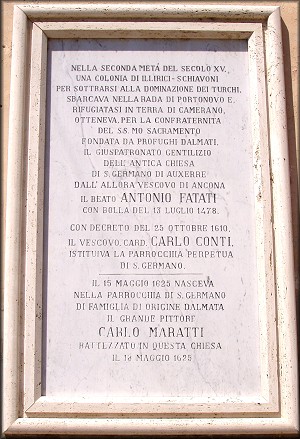 NELLA SECONDA METÁ DEL SECOLO XV.,
UNA COLONIA DI ILLIRICI-SCHIAVONI
PER SOTTRARSI ALLA DOMINAZIONE DEI TURCHI,
SBARCAVA NELLA RADA DI PORTONOVO E,
RIFUGIATASI IN TERRA DI CAMERANO,
OTTENEVA, PER LA CONFRATERNITA
DEL S.S. MO SACRAMENTO
FONDATA DA PROFUGHI DALMATI,
IL GIUSPATRONATO GENTILIZIO
DELL'ANTICA CHIESA
DI S. GERMANO DI AUXERRE
DALL'ALLORA VESCOVO DI ANCONA
IL BEATO ANTONIO FATATI
CON BOLLA DEL 13 LUGLIO 1478.
CON DECRETO DEL 25 OTTOBRE 1610,
IL VESCOVO, CARD. CARLO CONTI,
ISTITUIVA LA PARROCCHIA PERPETUA
DI S. GERMANO.
IL 15 MAGGIO 1625 NASCEVA
NELLA PARROCCHIA DI S. GERMANO
DI FAMIGLIA DI ORIGINE DALMATA
IL GRANDE PITTORE
CARLO MARATTI
BATTEZZATO IN QUESTA CHIESA
IL 18 MAGGIO 1625